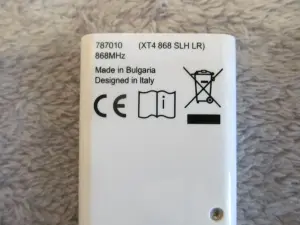 787010 (XT4 868 SLH LR)
868MHz
Made in Bulgaria
Designed in Italy
CE
i